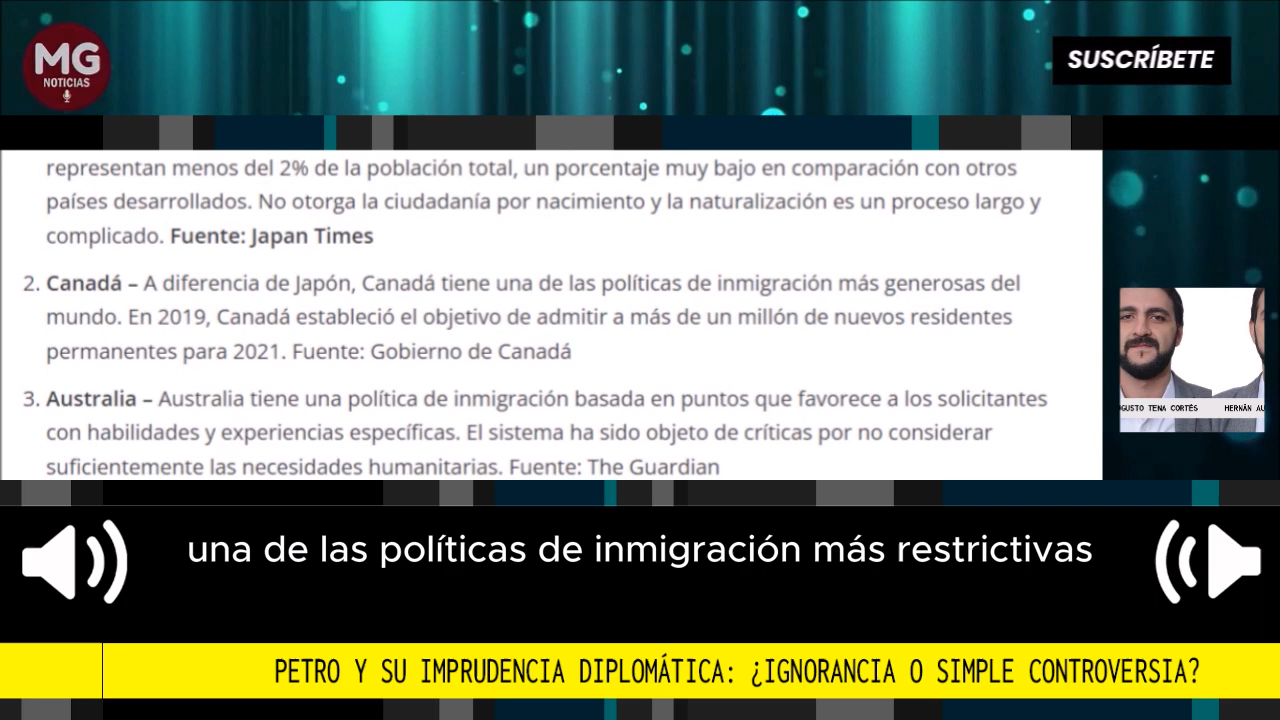 MG
NOTICIAS
SUSCRÍBETE
representan menos del 2% de la población total, un porcentaje muy bajo en comparación con otros
países desarrollados. No otorga la ciudadanía por nacimiento y la naturalización es un proceso largo y
complicado. Fuente: Japan Times
2. Canadá – A diferencia de Japón, Canadá tiene una de las políticas de inmigración más generosas del
mundo. En 2019, Canadá estableció el objetivo de admitir a más de un millón de nuevos residentes
permanentes para 2021. Fuente: Gobierno de Canadá
3. Australia – Australia tiene una política de inmigración basada en puntos que favorece a los solicitantes
con habilidades y experiencias específicas. El sistema ha sido objeto de críticas por no considerar
suficientemente las necesidades humanitarias. Fuente: The Guardian
GUSTO TENA CORTÉS HERNÁN AU
una de las políticas de inmigración más restrictivas
PETRO Y SU IMPRUDENCIA DIPLOMÁTICA: ¿IGNORANCIA O SIMPLE CONTROVERSIA?